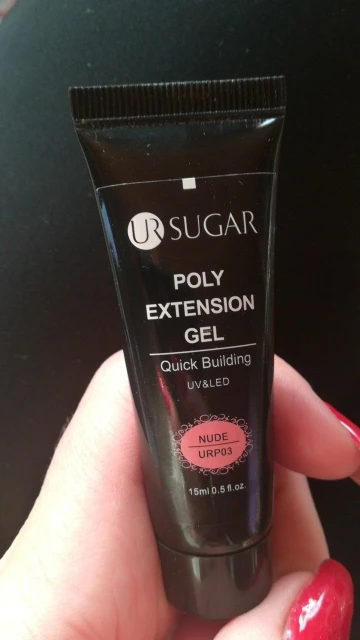 UR SUGAR
POLY
EXTENSION
GEL
Quick Building
UV&LED
NUDE
URP03
15ml 0.5 fl.oz.